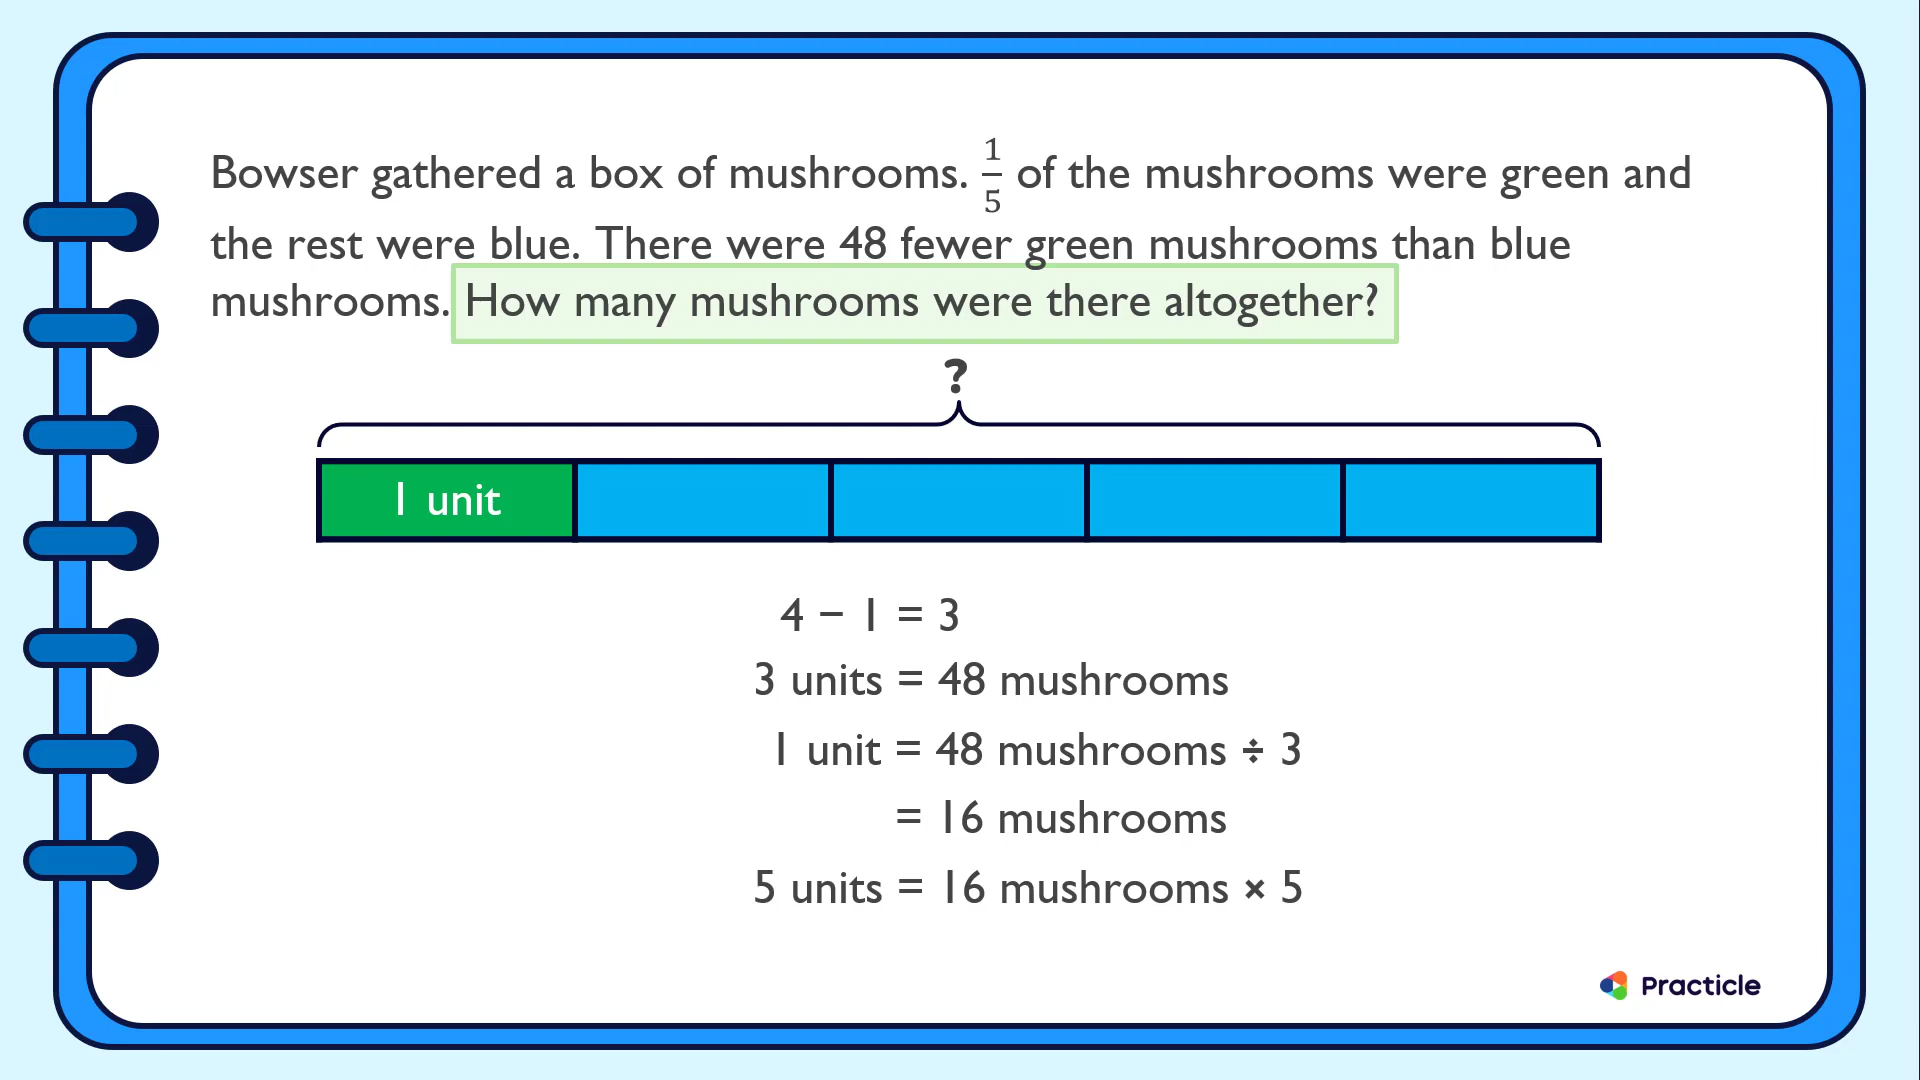 Bowser gathered a box of mushrooms. 1/5 of the mushrooms were green and
the rest were blue. There were 48 fewer green mushrooms than blue
mushrooms. How many mushrooms were there altogether?
?
1 unit
4 − 1 = 3
3 units = 48 mushrooms
1 unit = 48 mushrooms ÷ 3
= 16 mushrooms
5 units = 16 mushrooms × 5
Practicle